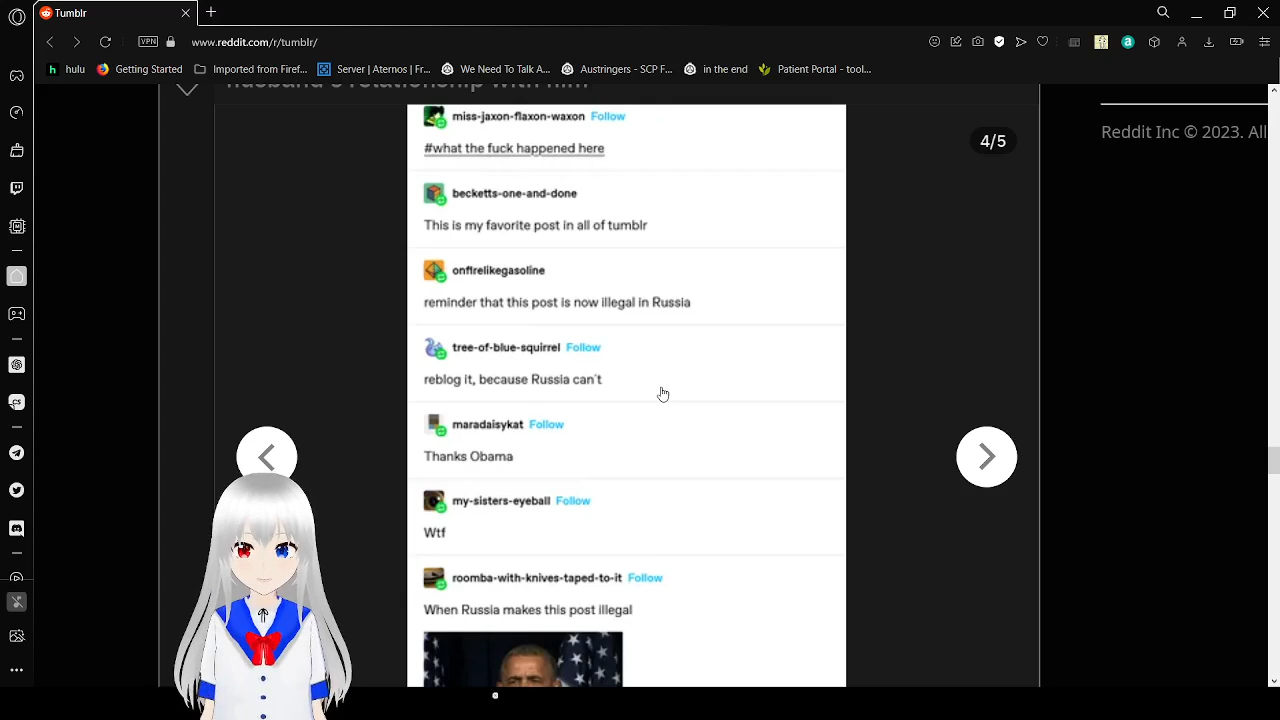 Tumblr
VPN
www.reddit.com/r/tumblr/
hulu
Getting Started
Imported from Firef...
Server | Aternos | Fr...
We Need To Talk A...
Austringers - SCP F...
in the end
Patient Portal - tool...
husband's relationship with him
miss-jaxon-flaxon-waxon Follow
4/5
Reddit Inc © 2023. All
#what the fuck happened here
becketts-one-and-done
This is my favorite post in all of tumblr
onfirelikegasoline
reminder that this post is now illegal in Russia
tree-of-blue-squirrel Follow
reblog it, because Russia can't
maradaisykat Follow
Thanks Obama
my-sisters-eyeball Follow
Wtf
roomba-with-knives-taped-to-it Follow
When Russia makes this post illegal